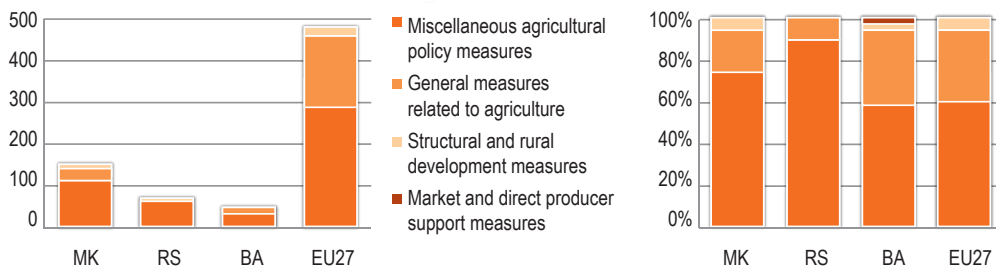 500
400
300
200
100
0
MK RS BA EU27
Miscellaneous agricultural
policy measures
General measures
related to agriculture
Structural and rural
development measures
Market and direct producer
support measures
100%
80%
60%
40%
20%
0%
MK RS BA EU27